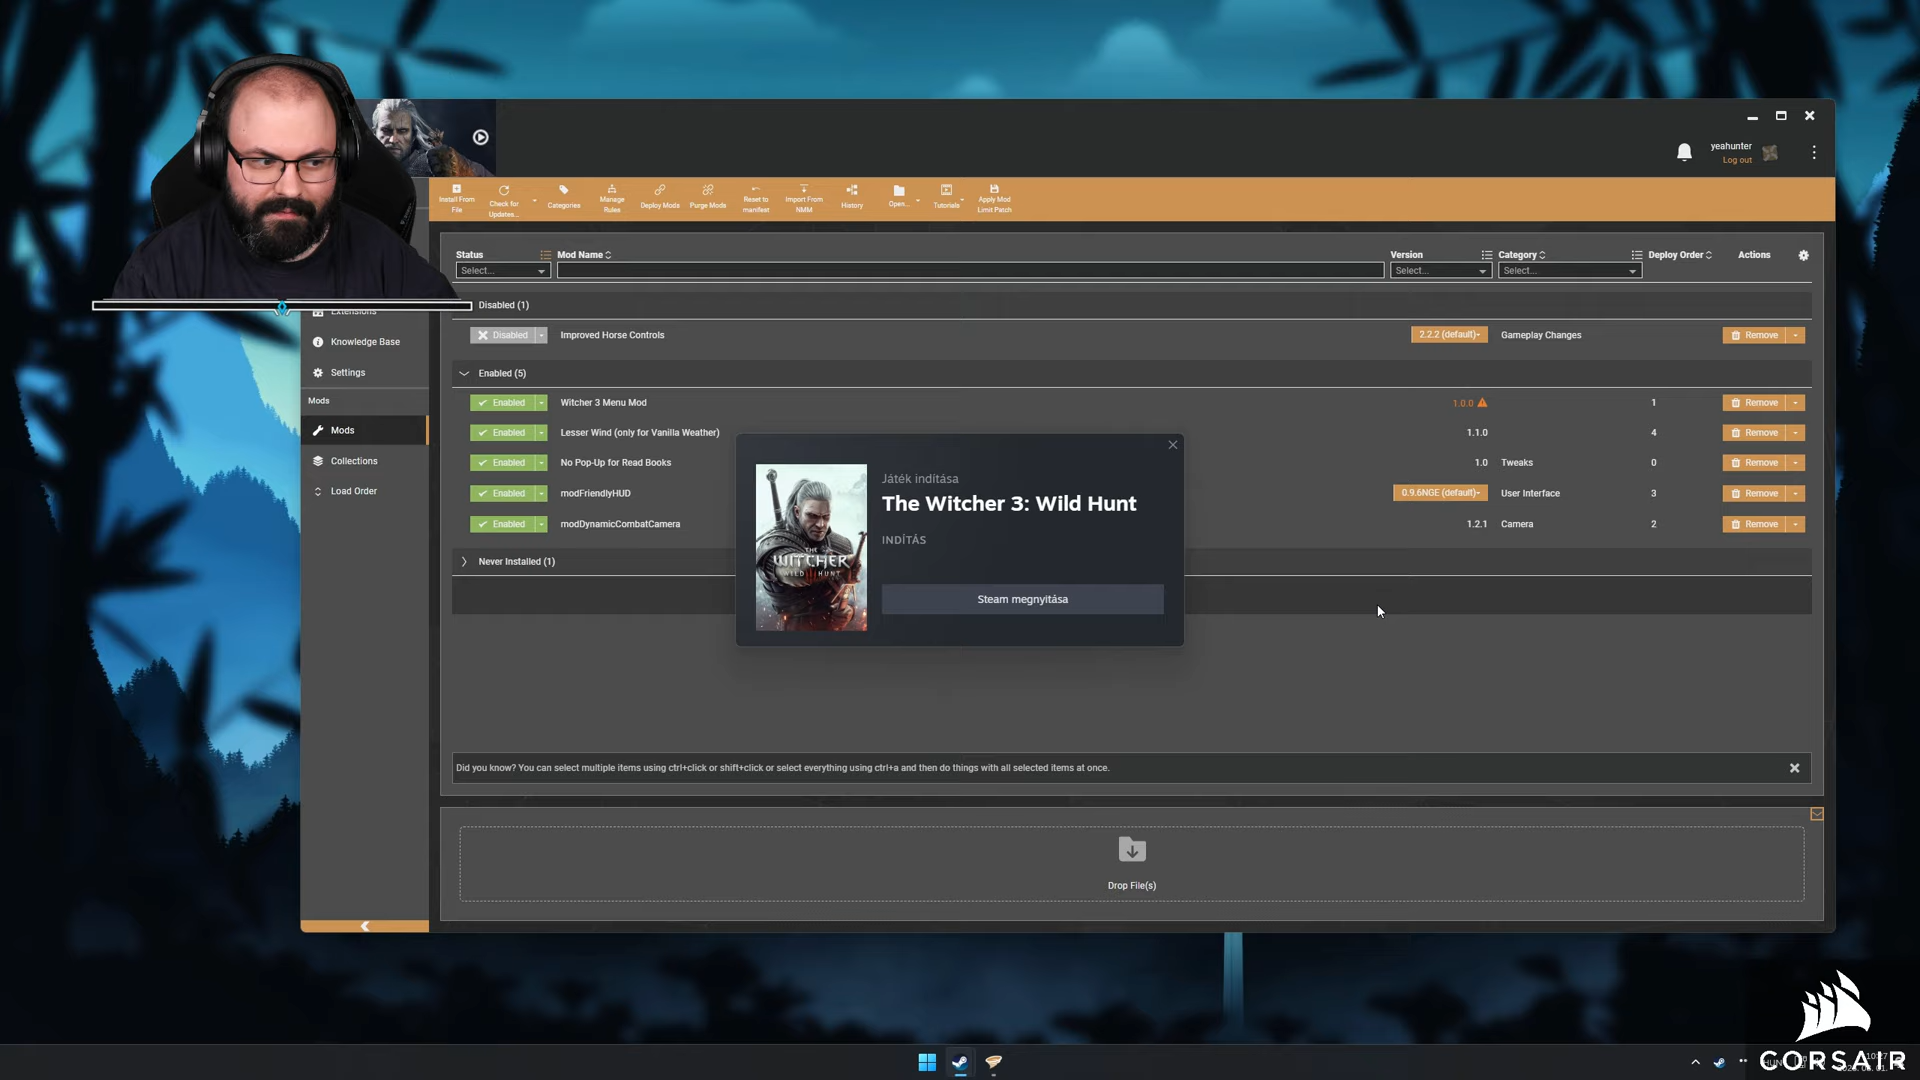 yeahunter
Log out
Install From
File
Check for
Updates...
Categories
Manage
Rules
Deploy Mods
Purge Mods
Reset to
manifest
Import From
NMM
History
Open...
Tutorials
Apply Mod
Limit Patch
Status
Mod Name
Version
Category
Deploy Order
Actions
Select...
Select...
Select...
Extensions
Knowledge Base
Settings
Mods
Mods
Collections
Load Order
Disabled (1)
Disabled Improved Horse Controls 2.2.2 (default) Gameplay Changes Remove
Enabled (5)
Enabled Witcher 3 Menu Mod 1.0.0 1 Remove
Enabled Lesser Wind (only for Vanilla Weather) 1.1.0 4 Remove
Enabled No Pop-Up for Read Books 1.0 Tweaks 0 Remove
Enabled modFriendlyHUD 0.9.6NGE (default) User Interface 3 Remove
Enabled modDynamicCombatCamera 1.2.1 Camera 2 Remove
Never Installed (1)
Játék indítása
The Witcher 3: Wild Hunt
INDÍTÁS
Steam megnyitása
THE
WITCHER
WILD HUNT
Did you know? You can select multiple items using ctrl+click or shift+click or select everything using ctrl+a and then do things with all selected items at once.
Drop File(s)
CORSAIR